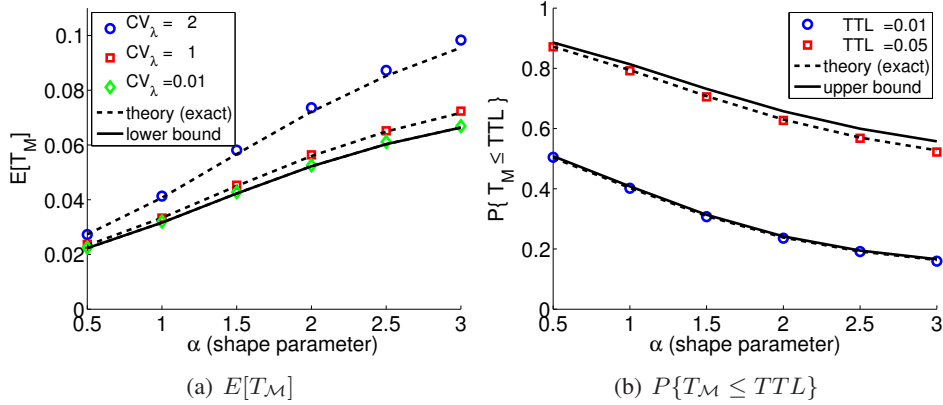 0.1
0.08
0.06
0.04
0.02
0
E[T_M]
CV_λ = 2
CV_λ = 1
CV_λ =0.01
theory (exact)
lower bound
0.5 1 1.5 2 2.5 3
α (shape parameter)
(a) E[T_M]
1
0.8
0.6
0.4
0.2
0
P{ T_M ≤ TTL }
TTL =0.01
TTL =0.05
theory (exact)
upper bound
0.5 1 1.5 2 2.5 3
α (shape parameter)
(b) P{T_M ≤ TTL}